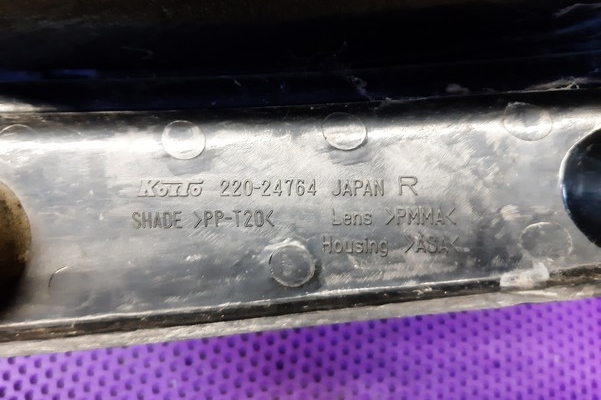 KOITO 220-24764 JAPAN R
SHADE >PP-T20< Lens >PMMA<
Housing >ASA<